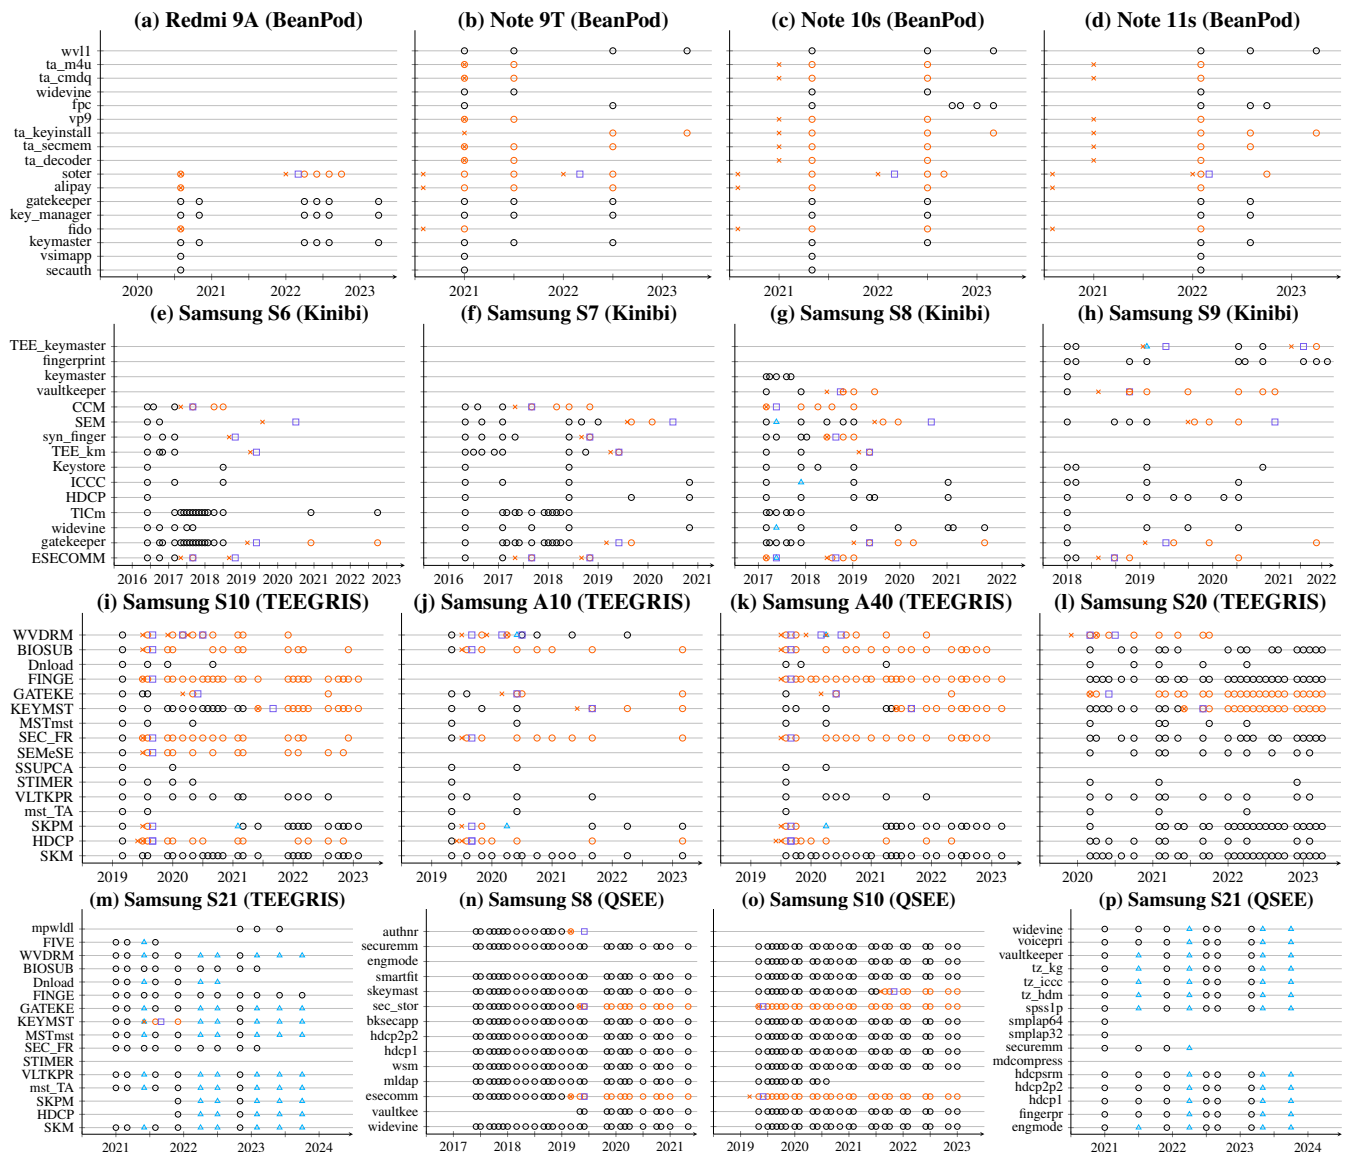 (a) Redmi 9A (BeanPod)
(b) Note 9T (BeanPod)
(c) Note 10s (BeanPod)
(d) Note 11s (BeanPod)
wvl1
ta_m4u
ta_cmdq
widevine
fpc
vp9
ta_keyinstall
ta_secmem
ta_decoder
soter
alipay
gatekeeper
key_manager
fido
keymaster
vsimapp
secauth
2020 2021 2022 2023
2021 2022 2023
2021 2022 2023
2021 2022 2023
(e) Samsung S6 (Kinibi)
(f) Samsung S7 (Kinibi)
(g) Samsung S8 (Kinibi)
(h) Samsung S9 (Kinibi)
TEE_keymaster
fingerprint
keymaster
vaultkeeper
CCM
SEM
syn_finger
TEE_km
Keystore
ICCC
HDCP
TlCm
widevine
gatekeeper
ESECOMM
2016 2017 2018 2019 2020 2021 2022 2023
2016 2017 2018 2019 2020 2021
2017 2018 2019 2020 2021 2022
2018 2019 2020 2021 2022
(i) Samsung S10 (TEEGRIS)
(j) Samsung A10 (TEEGRIS)
(k) Samsung A40 (TEEGRIS)
(l) Samsung S20 (TEEGRIS)
WVDRM
BIOSUB
Dnload
FINGE
GATEKE
KEYMST
MSTmst
SEC_FR
SEMeSE
SSUPCA
STIMER
VLTKPR
mst_TA
SKPM
HDCP
SKM
2019 2020 2021 2022 2023
2019 2020 2021 2022 2023
2019 2020 2021 2022 2023
2020 2021 2022 2023
(m) Samsung S21 (TEEGRIS)
(n) Samsung S8 (QSEE)
(o) Samsung S10 (QSEE)
(p) Samsung S21 (QSEE)
mpwldl
FIVE
WVDRM
BIOSUB
Dnload
FINGE
GATEKE
KEYMST
MSTmst
SEC_FR
STIMER
VLTKPR
mst_TA
SKPM
HDCP
SKM
2021 2022 2023 2024
authnr
securemm
engmode
smartfit
skeymast
sec_stor
bksecapp
hdcp2p2
hdcp1
wsm
mldap
esecomm
vaultkee
widevine
2017 2018 2019 2020 2021
2019 2020 2021 2022 2023
widevine
voicepri
vaultkeeper
tz_kg
tz_iccc
tz_hdm
spss1p
smplap64
smplap32
securemm
mdcompress
hdcpsrm
hdcp2p2
hdcp1
fingerpr
engmode
2021 2022 2023 2024